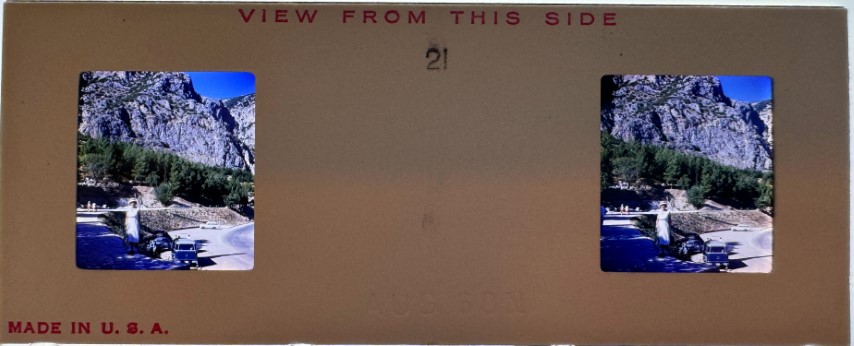 VIEW FROM THIS SIDE
21
MADE IN U. S. A.